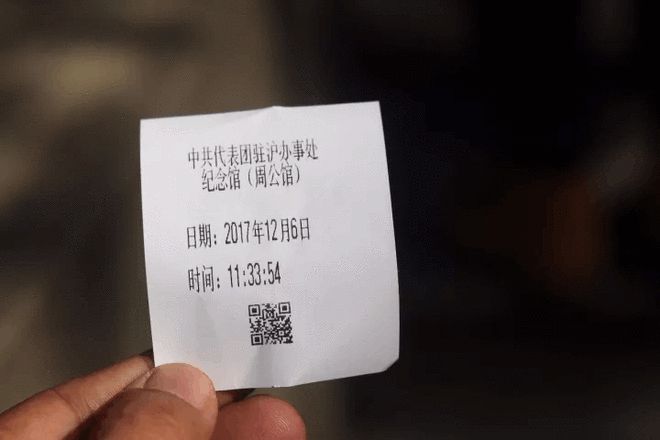 中共代表团驻沪办事处
纪念馆（周公馆）
日期：2017年12月6日
时间：11:33:54